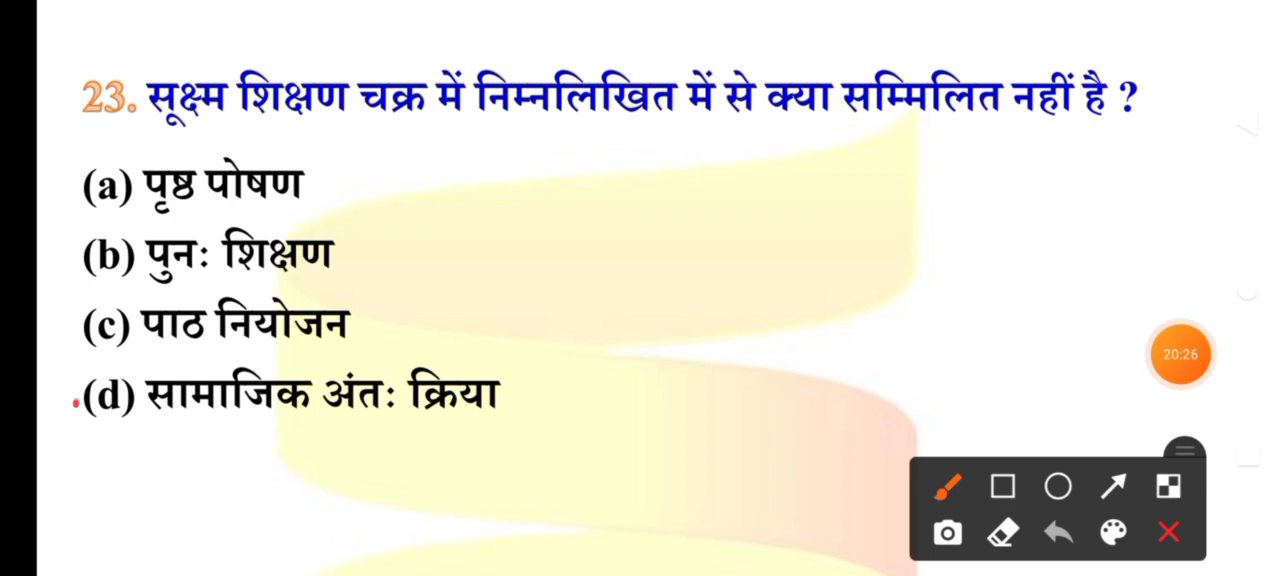 23. सूक्ष्म शिक्षण चक्र में निम्नलिखित में से क्या सम्मिलित नहीं है ?
(a) पृष्ठ पोषण
(b) पुनः शिक्षण
(c) पाठ नियोजन
(d) सामाजिक अंतः क्रिया
20:26